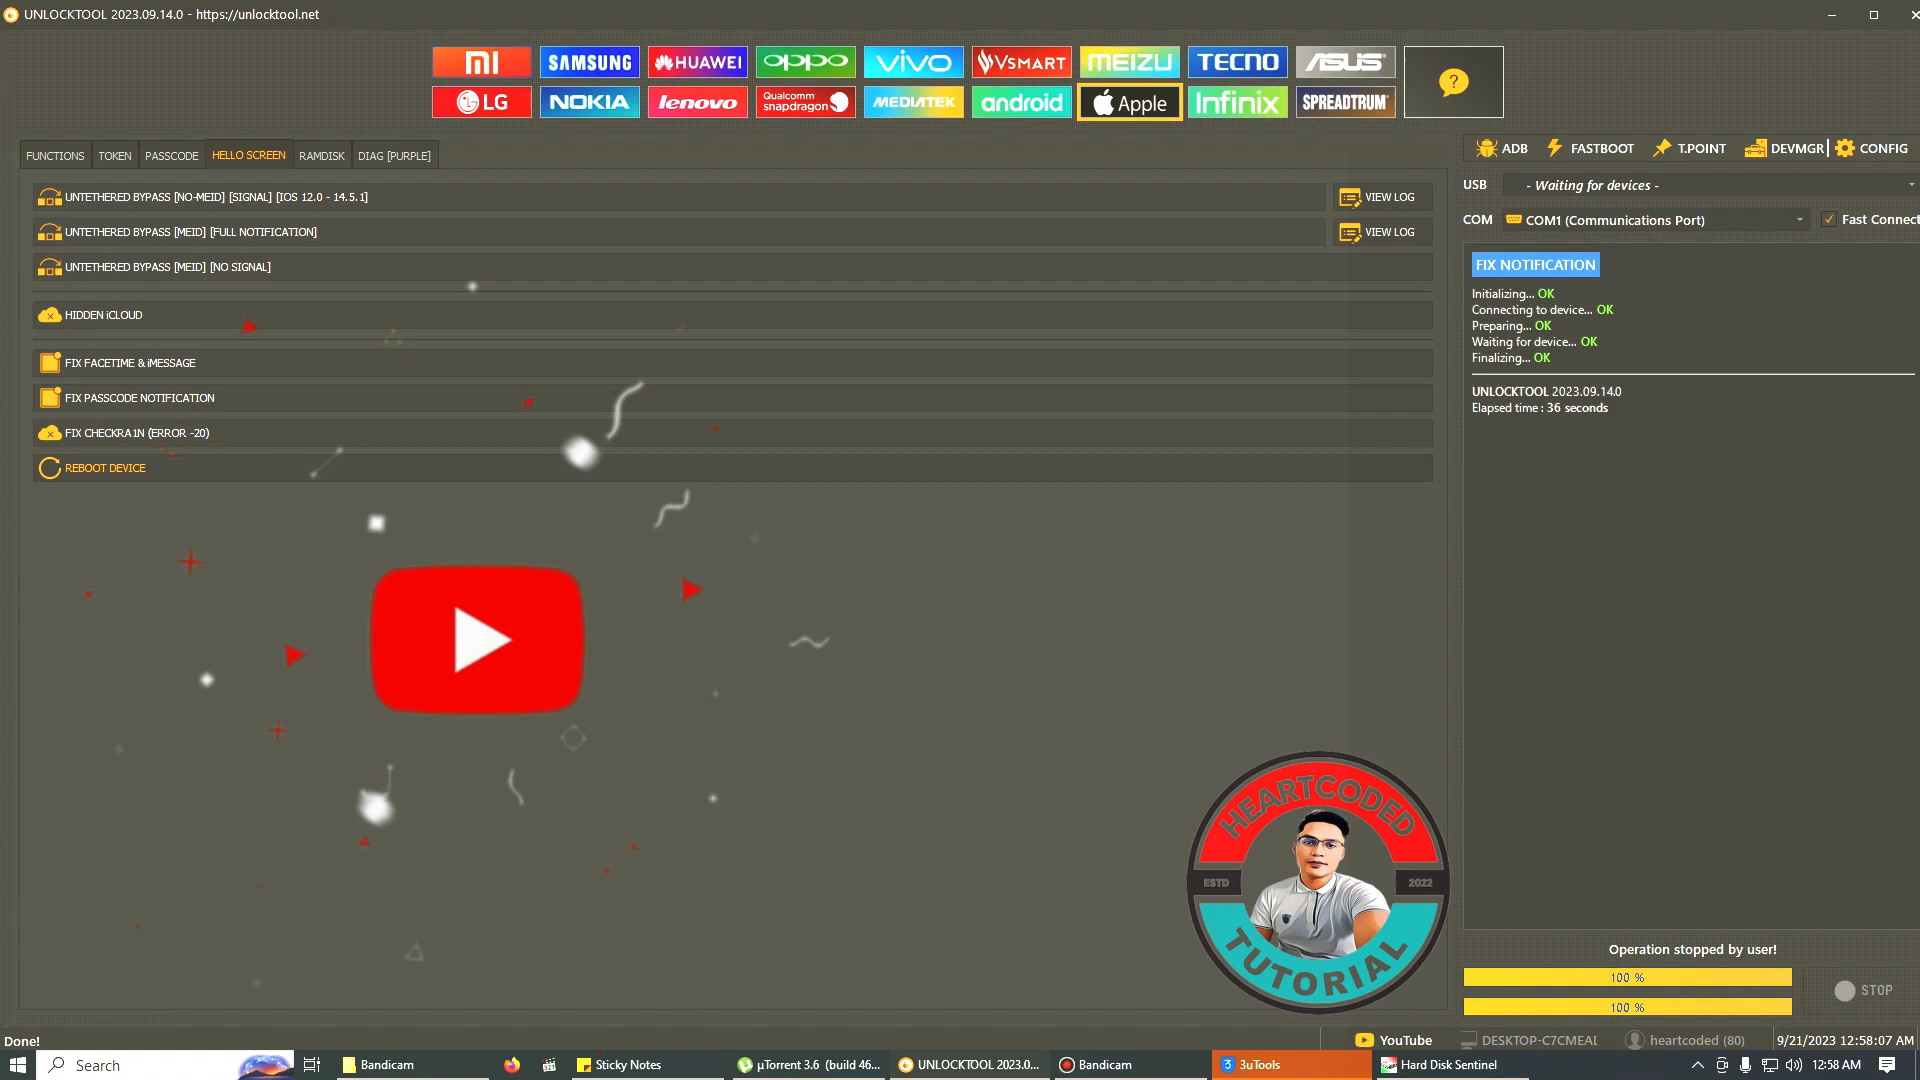 UNLOCKTOOL 2023.09.14.0 - https://unlocktool.net
MI
SAMSUNG
HUAWEI
oppo
vivo
VSMART
MEIZU
TECNO
ASUS
LG
NOKIA
lenovo
Qualcomm snapdragon
MEDIATEK
android
Apple
Infinix
SPREADTRUM
?
FUNCTIONS
TOKEN
PASSCODE
HELLO SCREEN
RAMDISK
DIAG [PURPLE]
ADB
FASTBOOT
T.POINT
DEVMGR
CONFIG
UNTETHERED BYPASS [NO-MEID] [SIGNAL] [IOS 12.0 - 14.5.1]
VIEW LOG
UNTETHERED BYPASS [MEID] [FULL NOTIFICATION]
VIEW LOG
UNTETHERED BYPASS [MEID] [NO SIGNAL]
HIDDEN iCLOUD
FIX FACETIME & iMESSAGE
FIX PASSCODE NOTIFICATION
FIX CHECKRA1N (ERROR -20)
REBOOT DEVICE
USB - Waiting for devices -
COM COM1 (Communications Port) Fast Connect
FIX NOTIFICATION
Initializing... OK
Connecting to device... OK
Preparing... OK
Waiting for device... OK
Finalizing... OK
UNLOCKTOOL 2023.09.14.0
Elapsed time : 36 seconds
HEARTCODED
ESTD 2022
TUTORIAL
Operation stopped by user!
100 %
100 %
STOP
Done!
YouTube
DESKTOP-C7CMEAI
heartcoded (80)
9/21/2023 12:58:07 AM
Search
Bandicam
Sticky Notes
µTorrent 3.6 (build 46...
UNLOCKTOOL 2023.0...
Bandicam
3uTools
Hard Disk Sentinel
12:58 AM